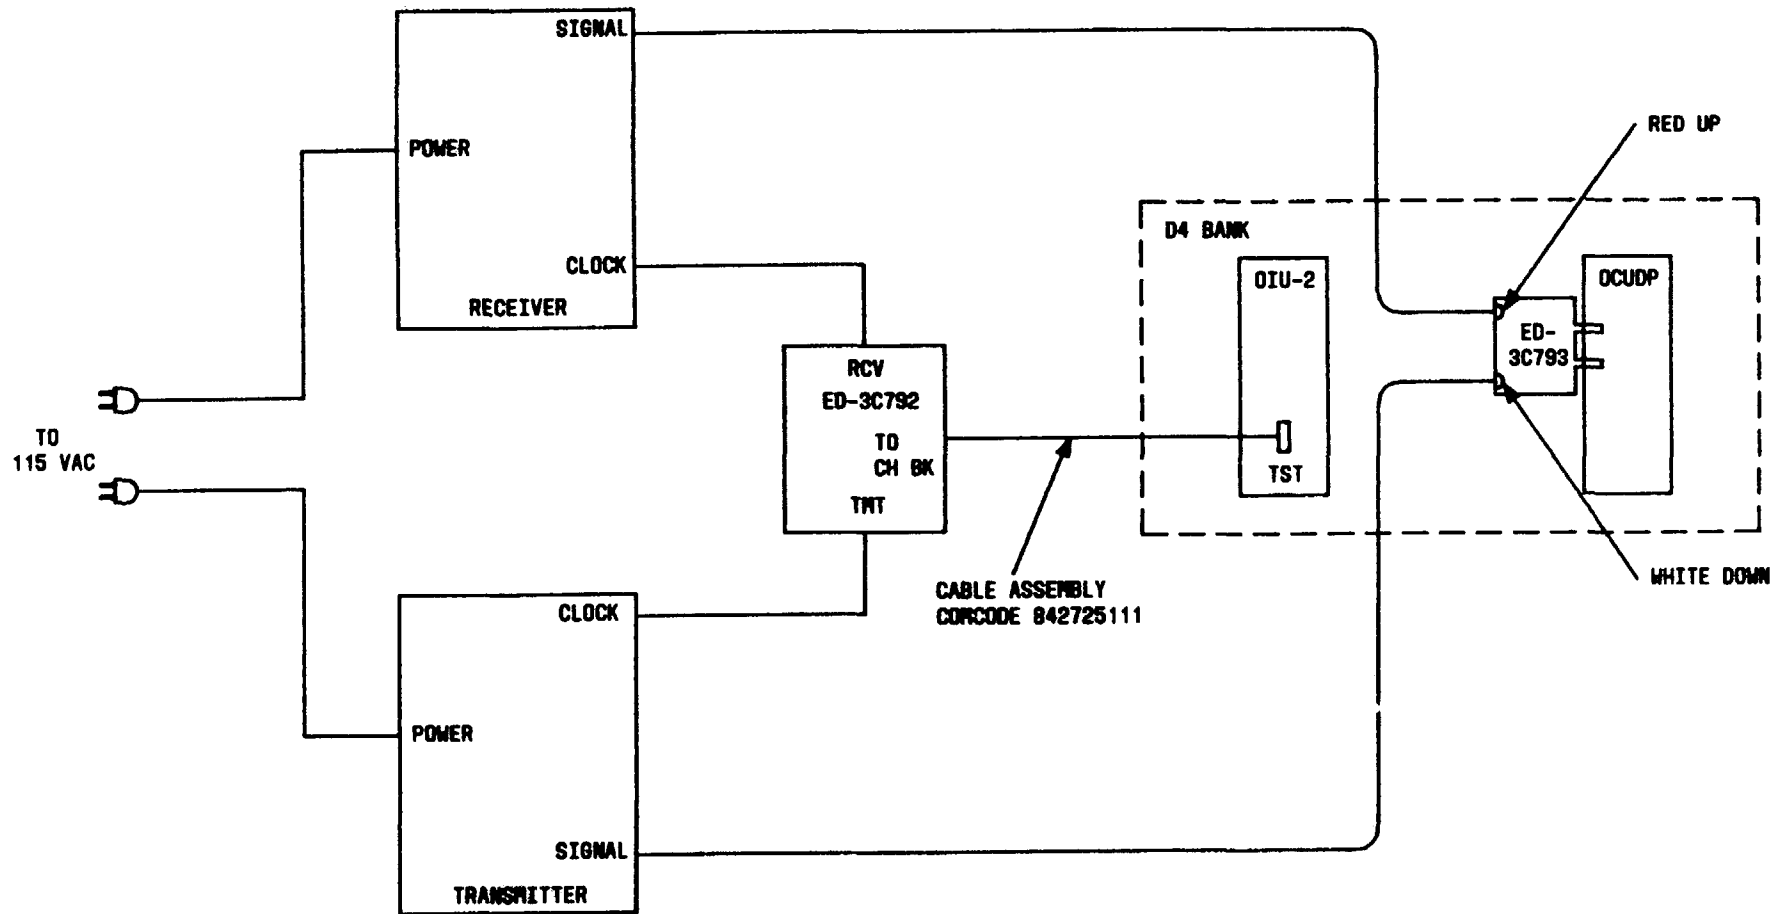 SIGNAL
POWER
CLOCK
RECEIVER
RED UP
D4 BANK
OIU-2
OCUDP
ED-
3C793
RCV
ED-3C792
TO
CH BK
TMT
TST
TO
115 VAC
CABLE ASSEMBLY
COMCODE 842725111
WHITE DOWN
CLOCK
POWER
SIGNAL
TRANSMITTER